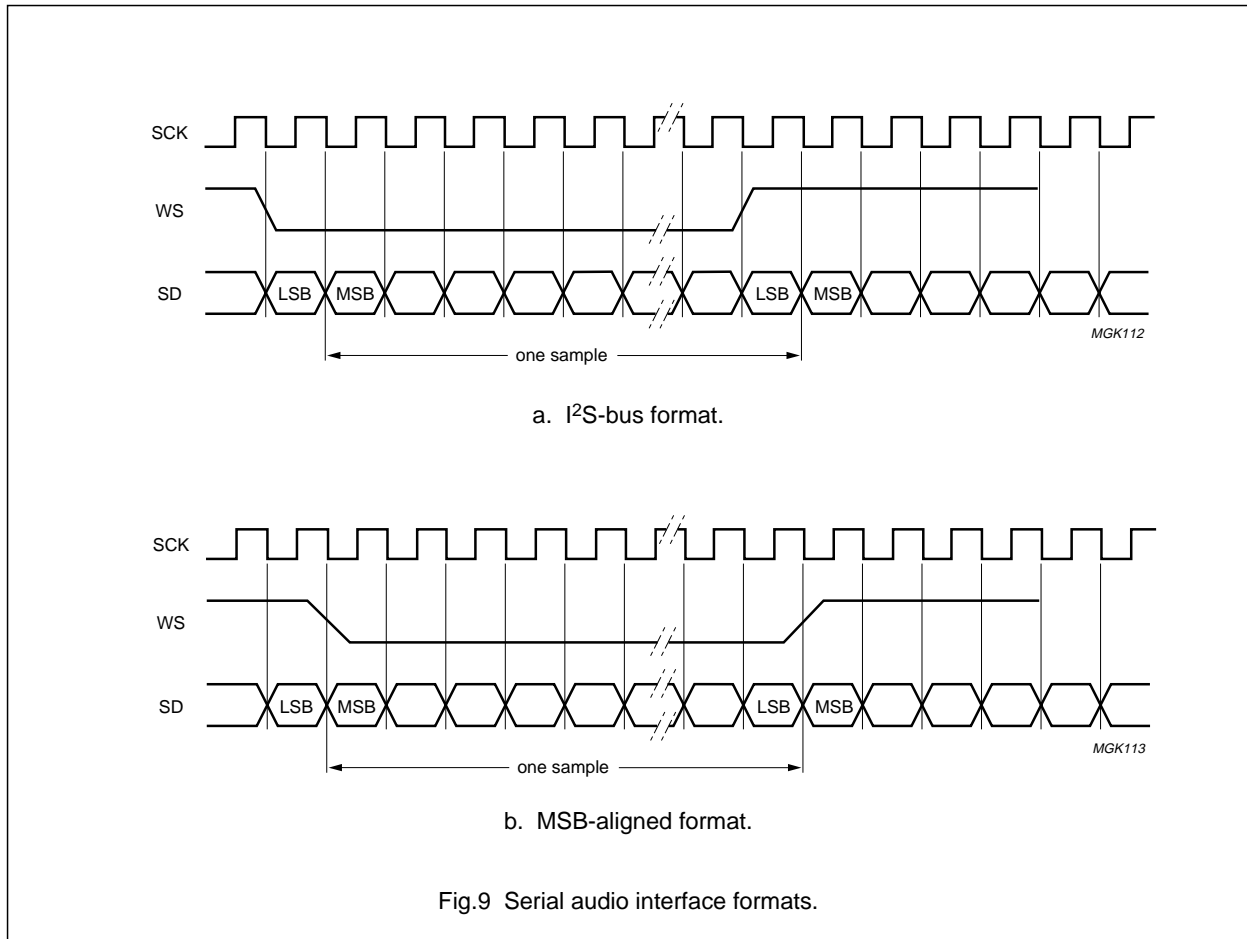 SCK
WS
SD LSB MSB LSB MSB
MGK112
one sample
a. I²S-bus format.
SCK
WS
SD LSB MSB LSB MSB
MGK113
one sample
b. MSB-aligned format.
Fig.9 Serial audio interface formats.